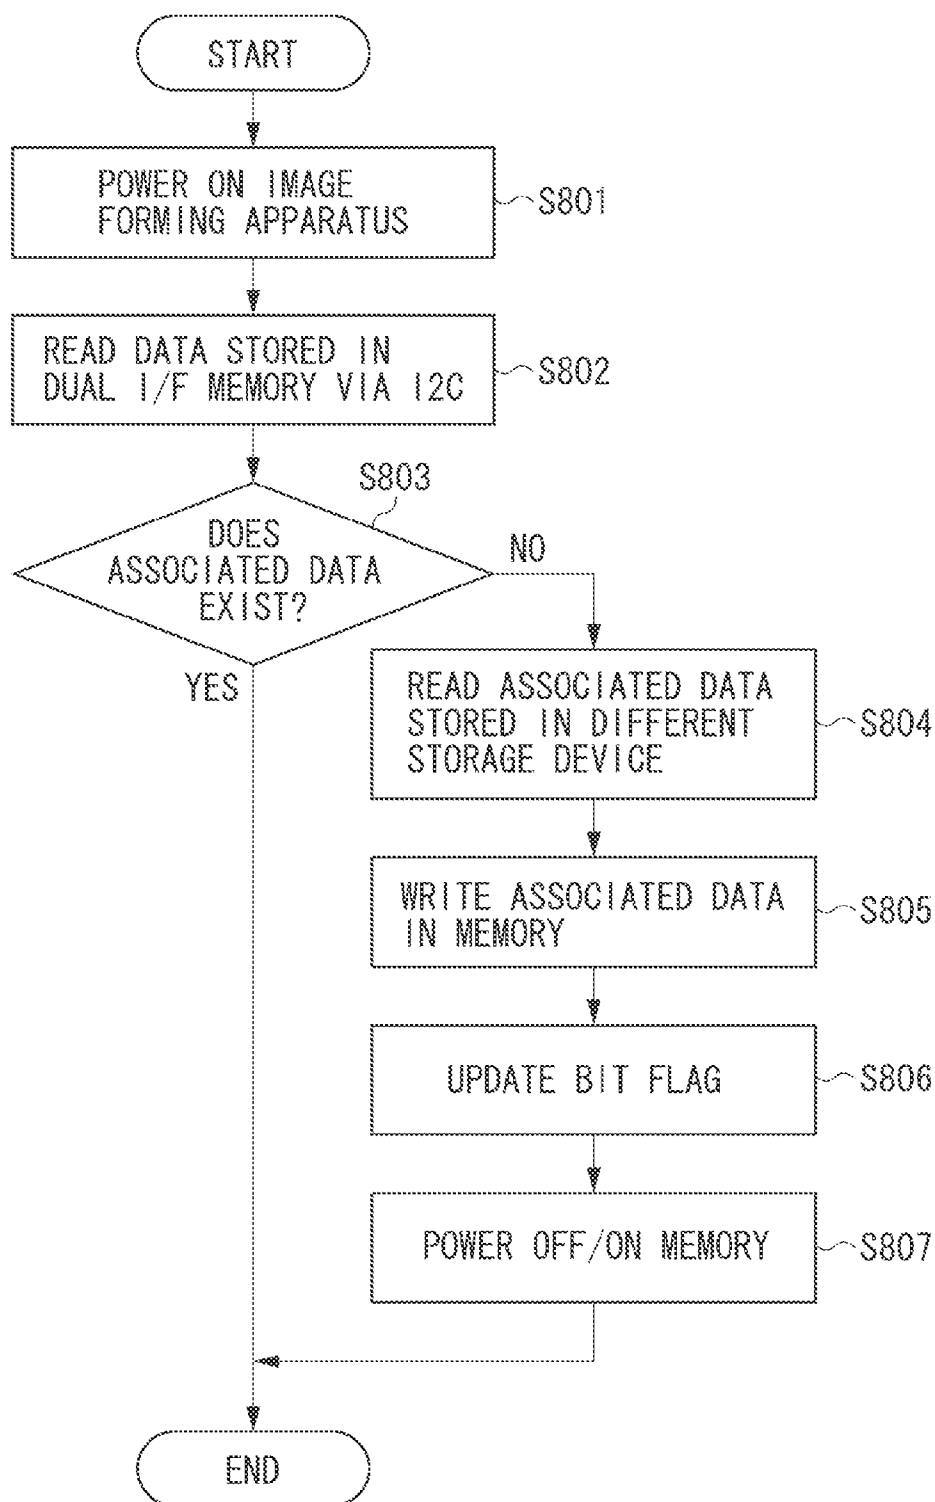 START
POWER ON IMAGE
FORMING APPARATUS
S801
READ DATA STORED IN
DUAL I/F MEMORY VIA I2C
S802
S803
DOES
ASSOCIATED DATA
EXIST?
NO
YES
READ ASSOCIATED DATA
STORED IN DIFFERENT
STORAGE DEVICE
S804
WRITE ASSOCIATED DATA
IN MEMORY
S805
UPDATE BIT FLAG
S806
POWER OFF/ON MEMORY
S807
END